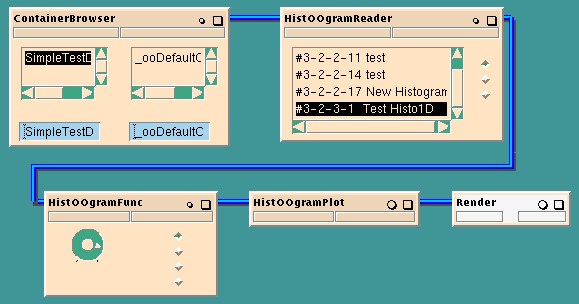 ContainerBrowser
SimpleTestD
_ooDefaultC
SimpleTestD
_ooDefaultC
HistOOgramReader
#3-2-2-11 test
#3-2-2-14 test
#3-2-2-17 New Histogram
#3-2-3-1 Test Histo1D
HistOOgramFunc
HistOOgramPlot
Render